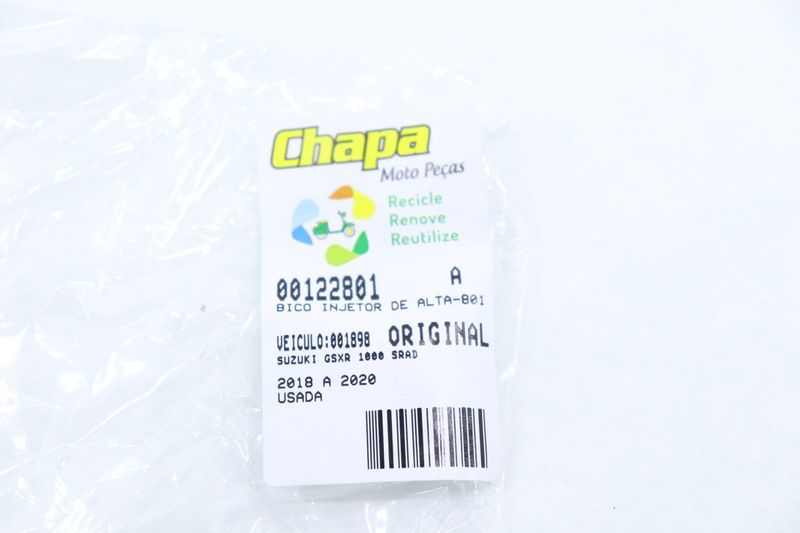 Chapa
Moto Peças
Recicle
Renove
Reutilize
00122801 A
BICO INJETOR DE ALTA-801
VEICULO:001898 ORIGINAL
SUZUKI GSXR 1000 SRAD
2018 A 2020
USADA